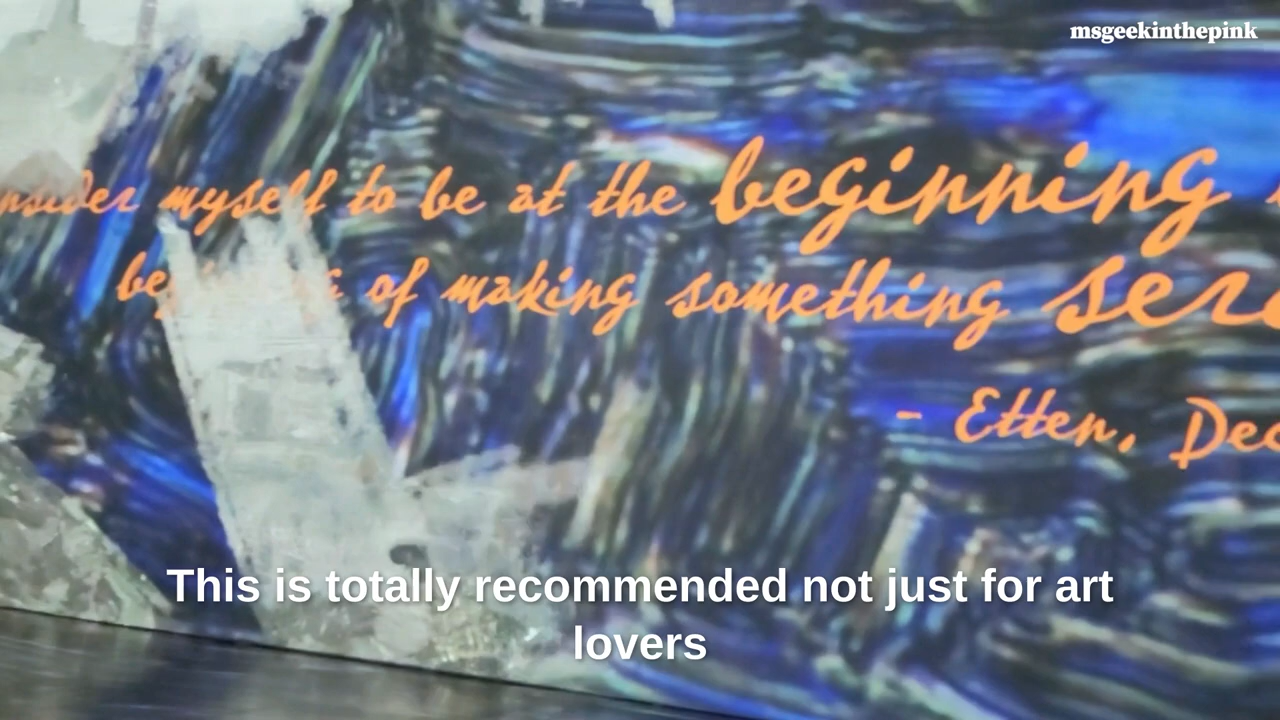 msgeekinthepink
myself to be at the beginning
of making something
- Etten,
This is totally recommended not just for art
lovers